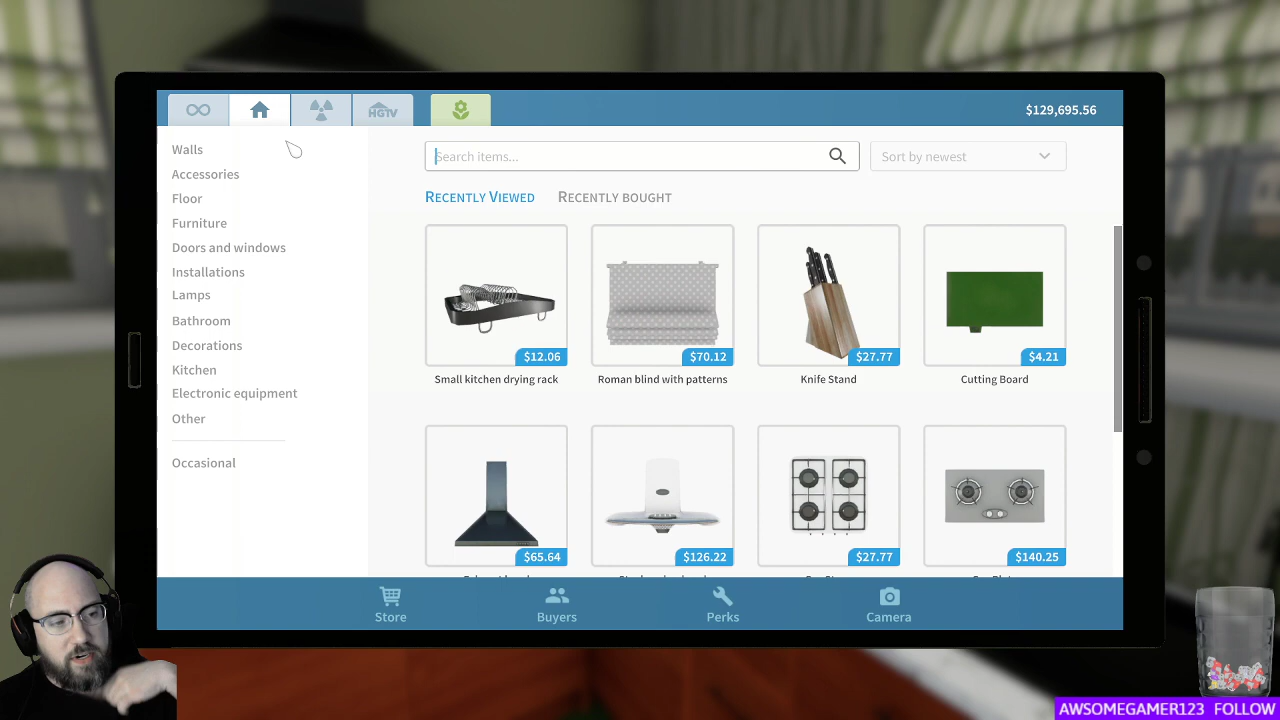 HGTV
$129,695.56
Walls
Accessories
Floor
Furniture
Doors and windows
Installations
Lamps
Bathroom
Decorations
Kitchen
Electronic equipment
Other
Occasional
Search items...
Sort by newest
RECENTLY VIEWED RECENTLY BOUGHT
$12.06 $70.12 $27.77 $4.21
Small kitchen drying rack Roman blind with patterns Knife Stand Cutting Board
$65.64 $126.22 $27.77 $140.25
Store Buyers Perks Camera
AWSOMEGAMER123 FOLLOW